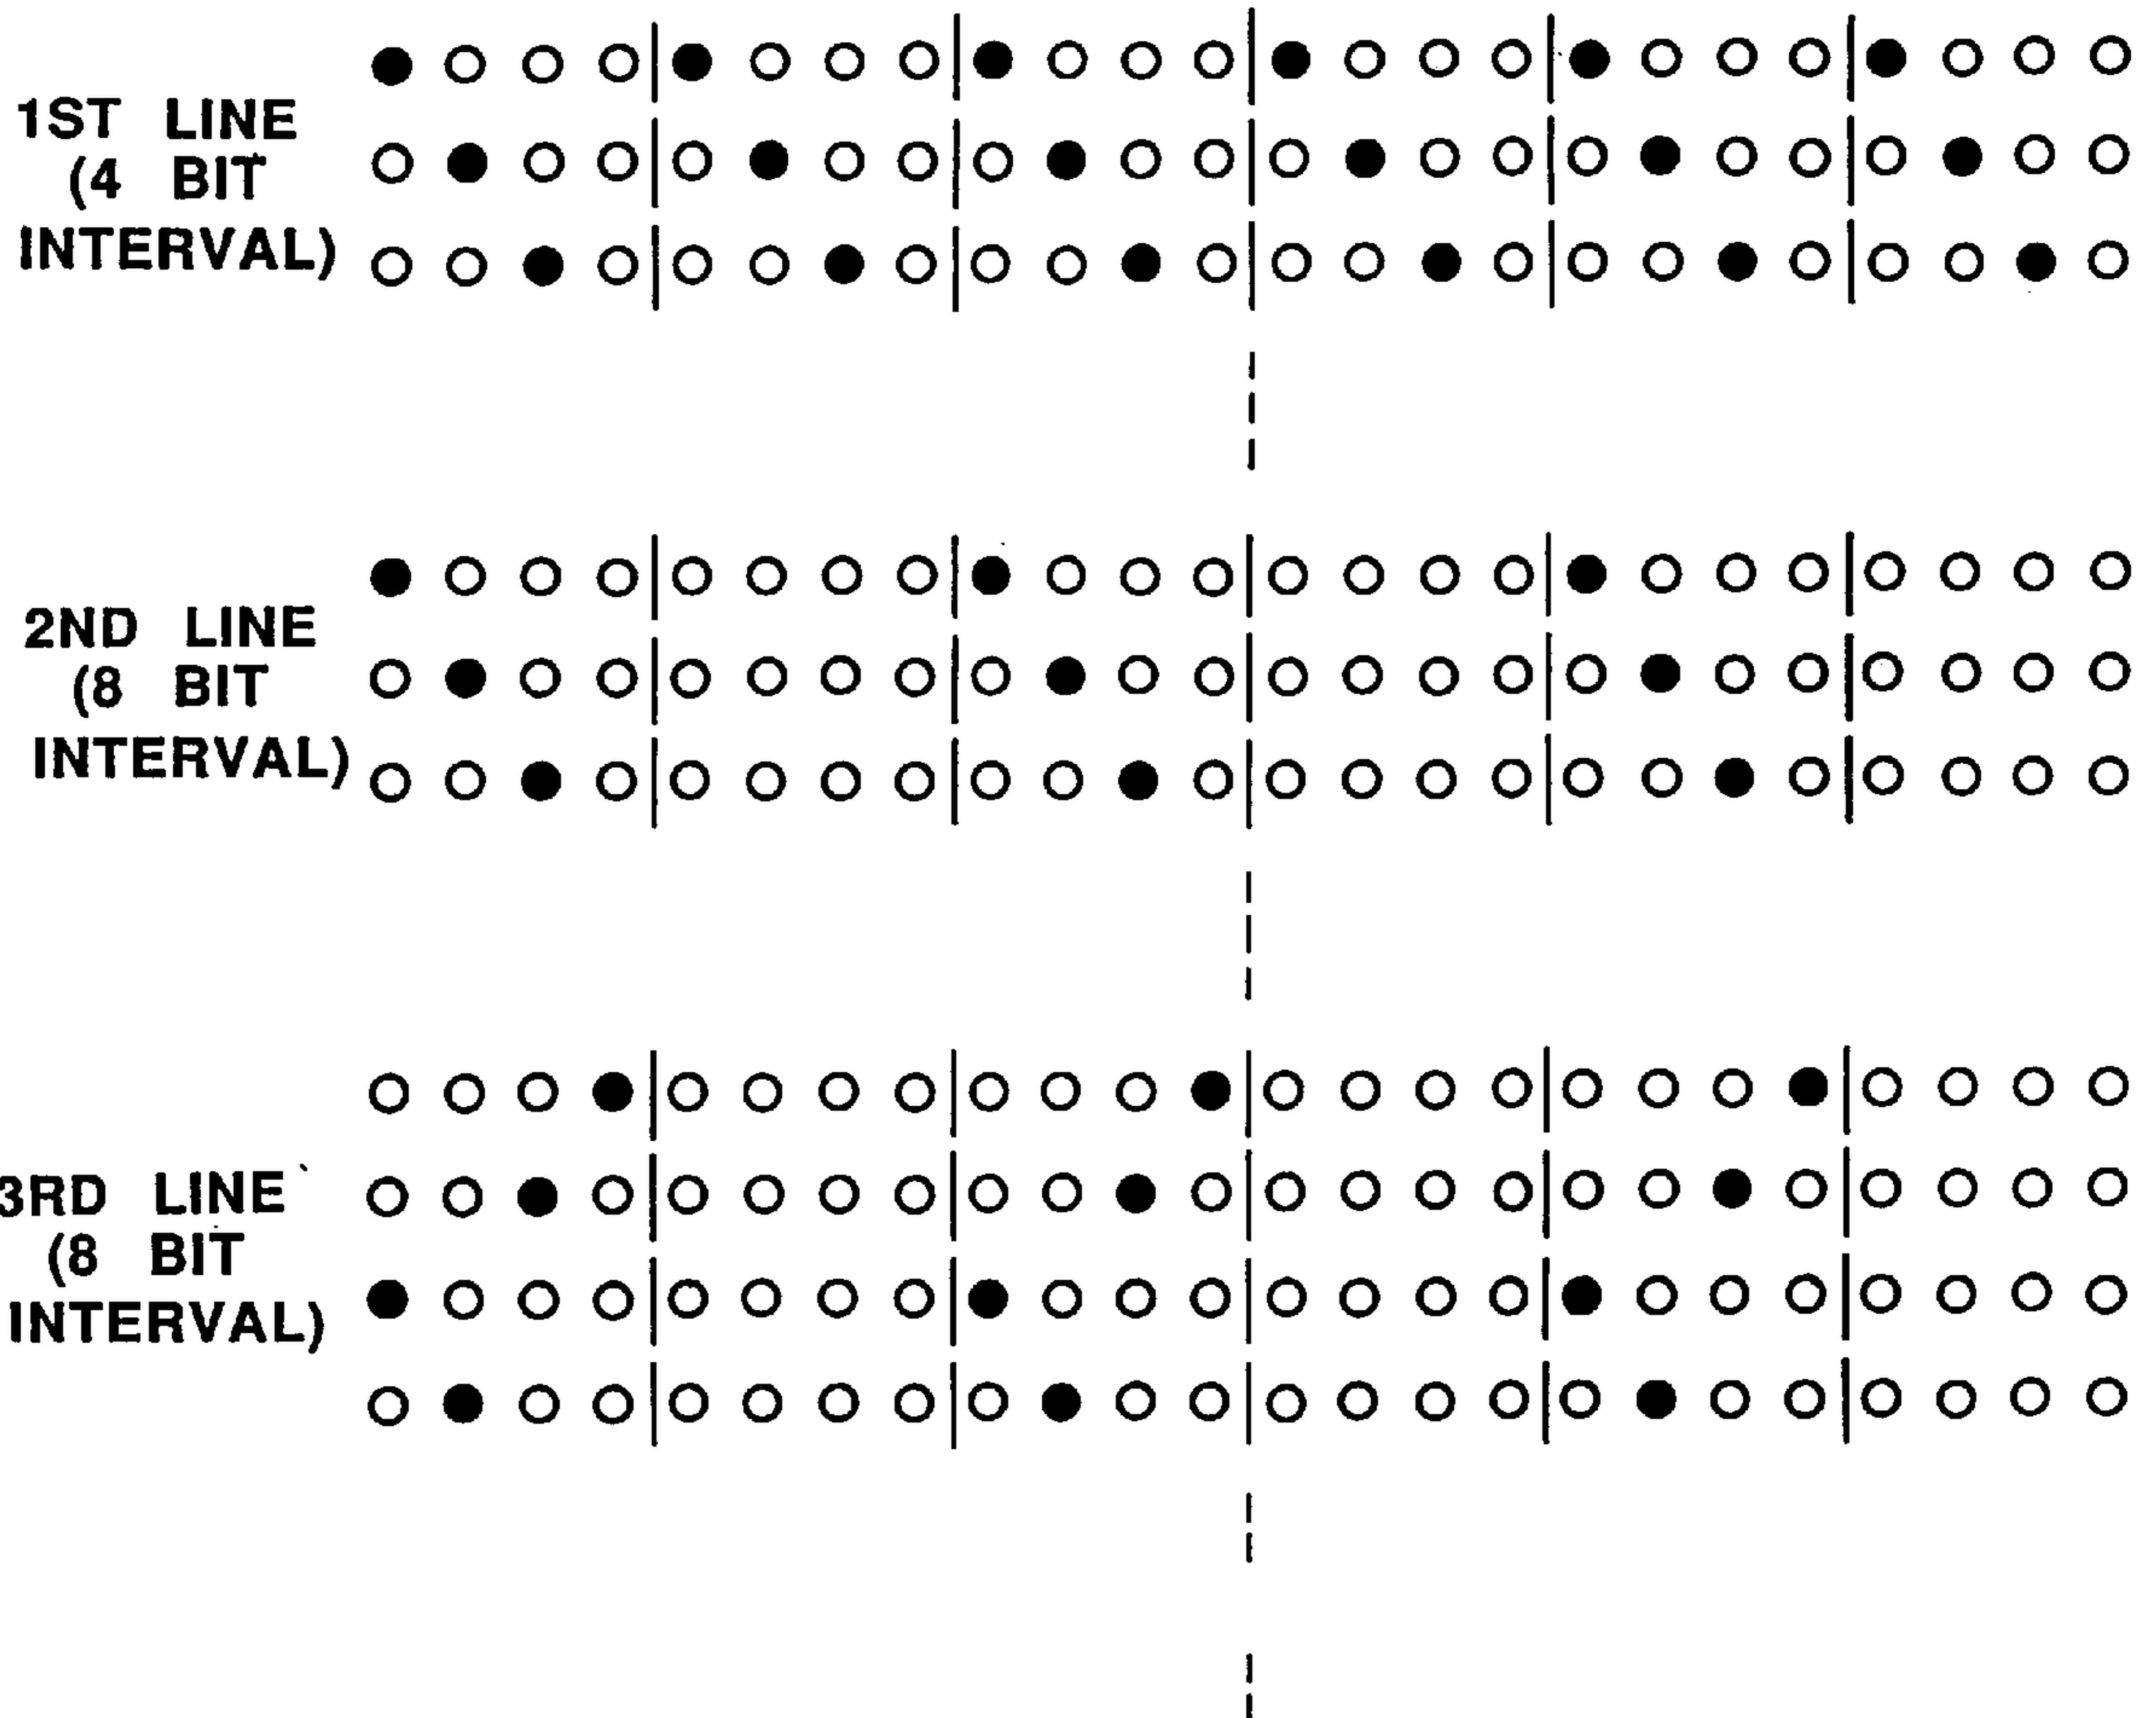 1ST LINE
(4 BIT
INTERVAL)
2ND LINE
(8 BIT
INTERVAL)
3RD LINE
(8 BIT
INTERVAL)